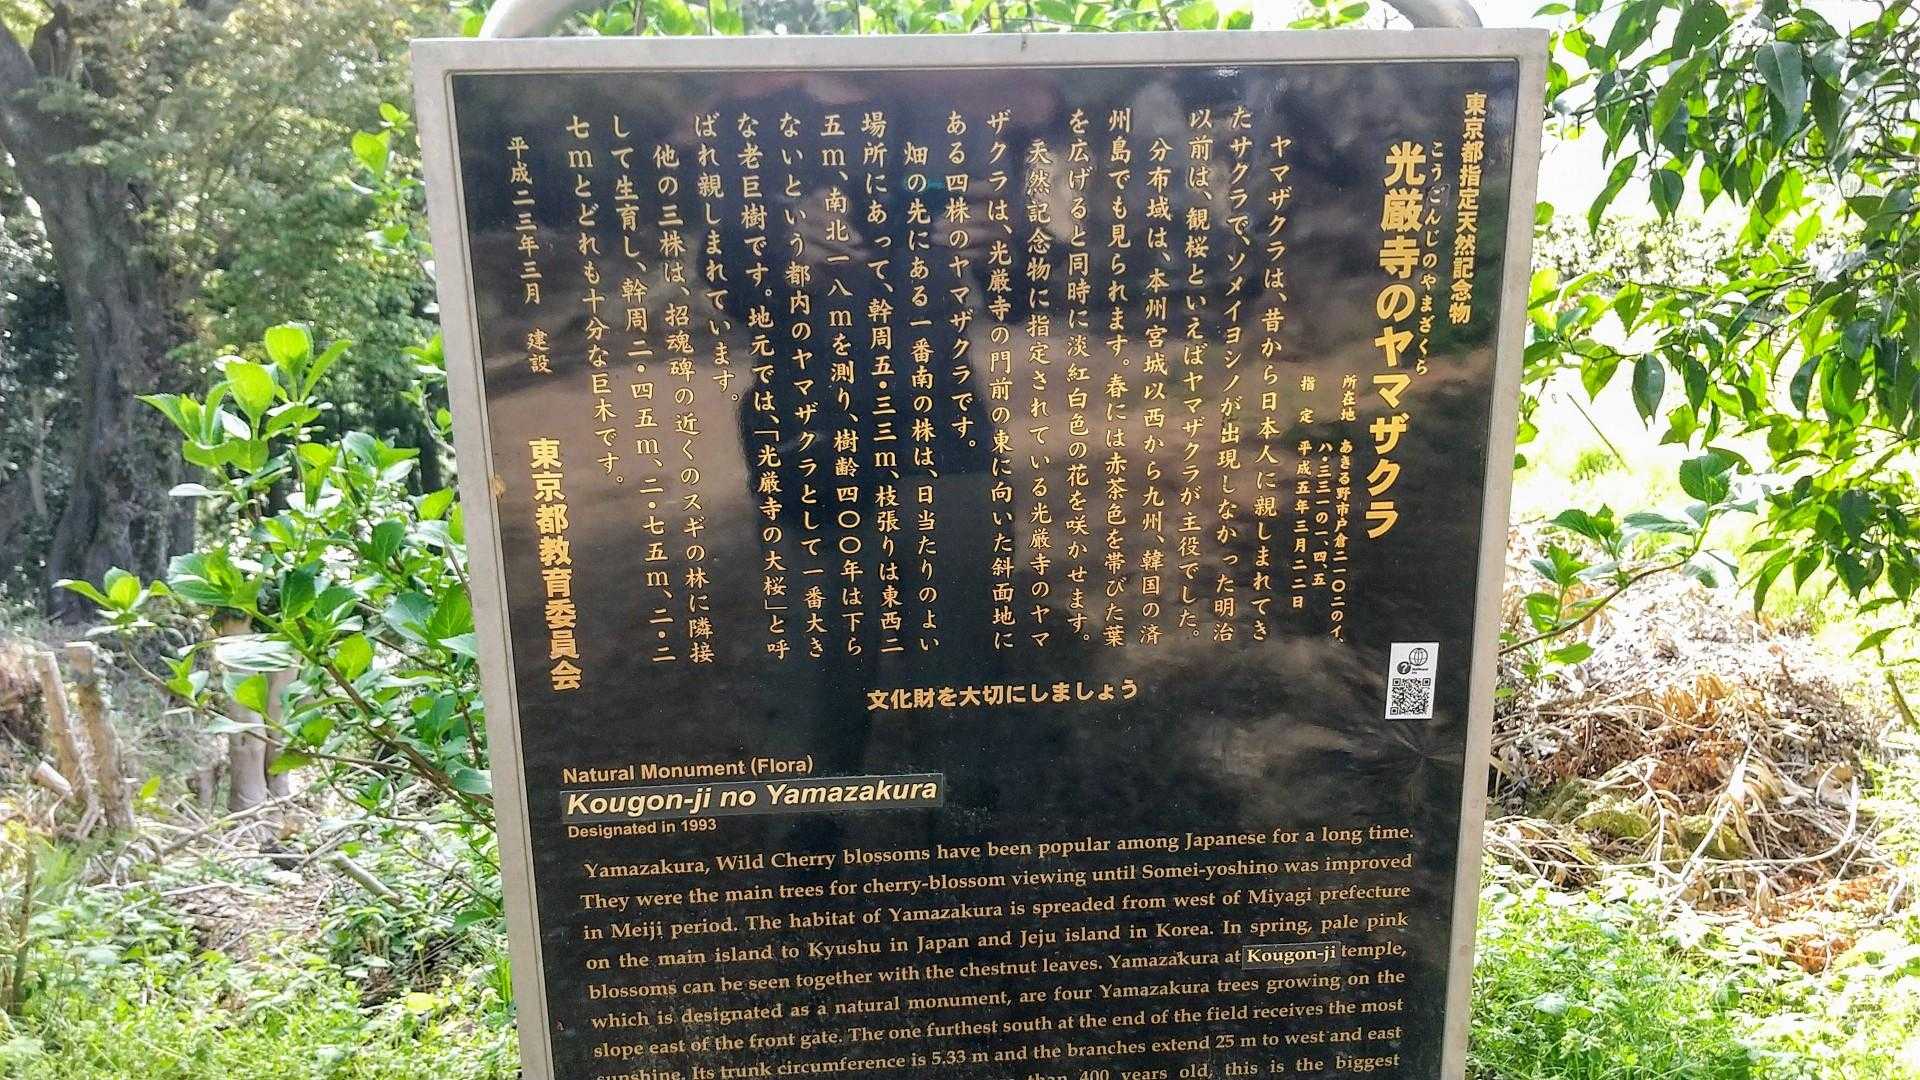 東京都指定天然記念物
こうごんじのやまざくら
光厳寺のヤマザクラ
所在地 あきる野市戸倉二一〇二のイ、
八・三三一の一、四、五
指定 平成五年三月二二日
ヤマザクラは、昔から日本人に親しまれてき
たサクラで、ソメイヨシノが出現しなかった明治
以前は、観桜といえばヤマザクラが主役でした。
分布域は、本州宮城以西から九州、韓国の済
州島でも見られます。春には赤茶色を帯びた葉
を広げると同時に淡紅白色の花を咲かせます。
天然記念物に指定されている光厳寺のヤマ
ザクラは、光厳寺の門前の東に向いた斜面地に
ある四株のヤマザクラです。
畑の先にある一番南の株は、日当たりのよい
場所にあって、幹周五・三三m、枝張りは東西二
五m、南北一八mを測り、樹齢四〇〇年は下ら
ないという都内のヤマザクラとして一番大き
な老巨樹です。地元では、「光厳寺の大桜」と呼
ばれ親しまれています。
他の三株は、招魂碑の近くのスギの林に隣接
して生育し、幹周二・四五m、二・七五m、二・二
七mとどれも十分な巨木です。
平成二三年三月 建設
東京都教育委員会
文化財を大切にしましょう
Natural Monument (Flora)
Kougon-ji no Yamazakura
Designated in 1993
Yamazakura, Wild Cherry blossoms have been popular among Japanese for a long time.
They were the main trees for cherry-blossom viewing until Somei-yoshino was improved
in Meiji period. The habitat of Yamazakura is spreaded from west of Miyagi prefecture
on the main island to Kyushu in Japan and Jeju island in Korea. In spring, pale pink
blossoms can be seen together with the chestnut leaves. Yamazakura at Kougon-ji temple,
which is designated as a natural monument, are four Yamazakura trees growing on the
slope east of the front gate. The one furthest south at the end of the field receives the most
sunshine. Its trunk circumference is 5.33 m and the branches extend 25 m to west and east
than 400 years old, this is the biggest